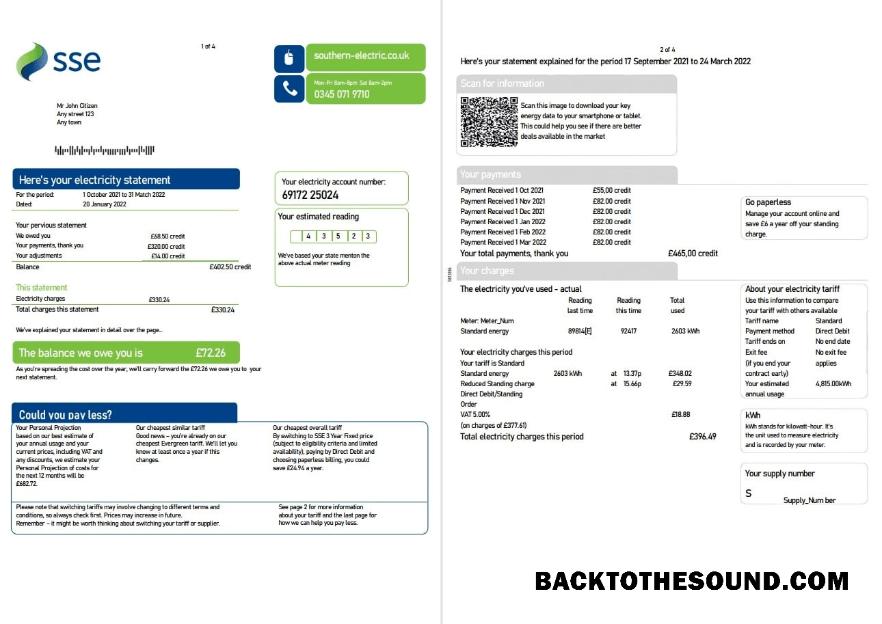 sse
1 of 4
southern-electric.co.uk
Mon-Fri 8am-8pm Sat 8am-2pm
0345 071 9710
Mr John Citizen
Any street 123
Any town
Here's your electricity statement
For the period: 1 October 2021 to 31 March 2022
Dated: 20 January 2022
Your pervious statement
We owed you £68.50 credit
Your payments, thank you £320.00 credit
Your adjustments £14.00 credit
Balance £402.50 credit
This statement
Electricity charges £330.24
Total charges this statement £330.24
We've explained your statement in detail over the page..
The balance we owe you is £72.26
As you're spreading the cost over the year, we'll carry forward the £72.26 we owe you to your
next statement.
Your electricity account number:
69172 25024
Your estimated reading
4 3 5 2 3
We've based your state menton the
above actual meter reading
Could you pay less?
Your Personal Projection
based on our best estimate of
your annual usage and your
current prices, including VAT and
any discounts, we estimate your
Personal Projection of costs for
the next 12 months will be
£682.72.
Our cheapest similar tariff
Good news – you're already on our
cheapest Evergreen tariff. We'll let you
know at least once a year if this
changes.
Our cheapest overall tariff
By switching to SSE 3 Year Fixed price
(subject to eligibility criteria and limited
availability), paying by Direct Debit and
choosing paperless billing, you could
save £24.94 a year.
Please note that switching tariffs may involve changing to different terms and
conditions, so always check first. Prices may increase in future.
Remember – it might be worth thinking about switching your tariff or supplier.
See page 2 for more information
about your tariff and the last page for
how we can help you pay less.
2 of 4
Here's your statement explained for the period 17 September 2021 to 24 March 2022
Scan for information
Scan this image to download your key
energy data to your smartphone or tablet.
This could help you see if there are better
deals available in the market
Your payments
Payment Received 1 Oct 2021 £55,00 credit
Payment Received 1 Nov 2021 £82.00 credit
Payment Received 1 Dec 2021 £82.00 credit
Payment Received 1 Jan 2022 £82.00 credit
Payment Received 1 Feb 2022 £82.00 credit
Payment Received 1 Mar 2022 £82.00 credit
Your total payments, thank you £465,00 credit
Go paperless
Manage your account online and
save £6 a year off your standing
charge.
Your charges
The electricity you've used - actual
Reading Reading Total
last time this time used
Meter: Meter_Num
Standard energy 89814[E] 92417 2603 kWh
Your electricity charges this period
Your tariff is Standard
Standard energy 2603 kWh at 13.37p £348.02
Reduced Standing charge at 15.66p £29.59
Direct Debit/Standing
Order
VAT 5.00% £18.88
(on charges of £377.61)
Total electricity charges this period £396.49
About your electricity tariff
Use this information to compare
your tariff with others available
Tariff name Standard
Payment method Direct Debit
Tariff ends on No end date
Exit fee No exit fee
(if you end your applies
contract early)
Your estimated 4,815.00kWh
annual usage
kWh
kWh stands for kilowatt-hour. It's
the unit used to measure electricity
and is recorded by your meter.
Your supply number
S
Supply_Num ber
BACKTOTHESOUND.COM